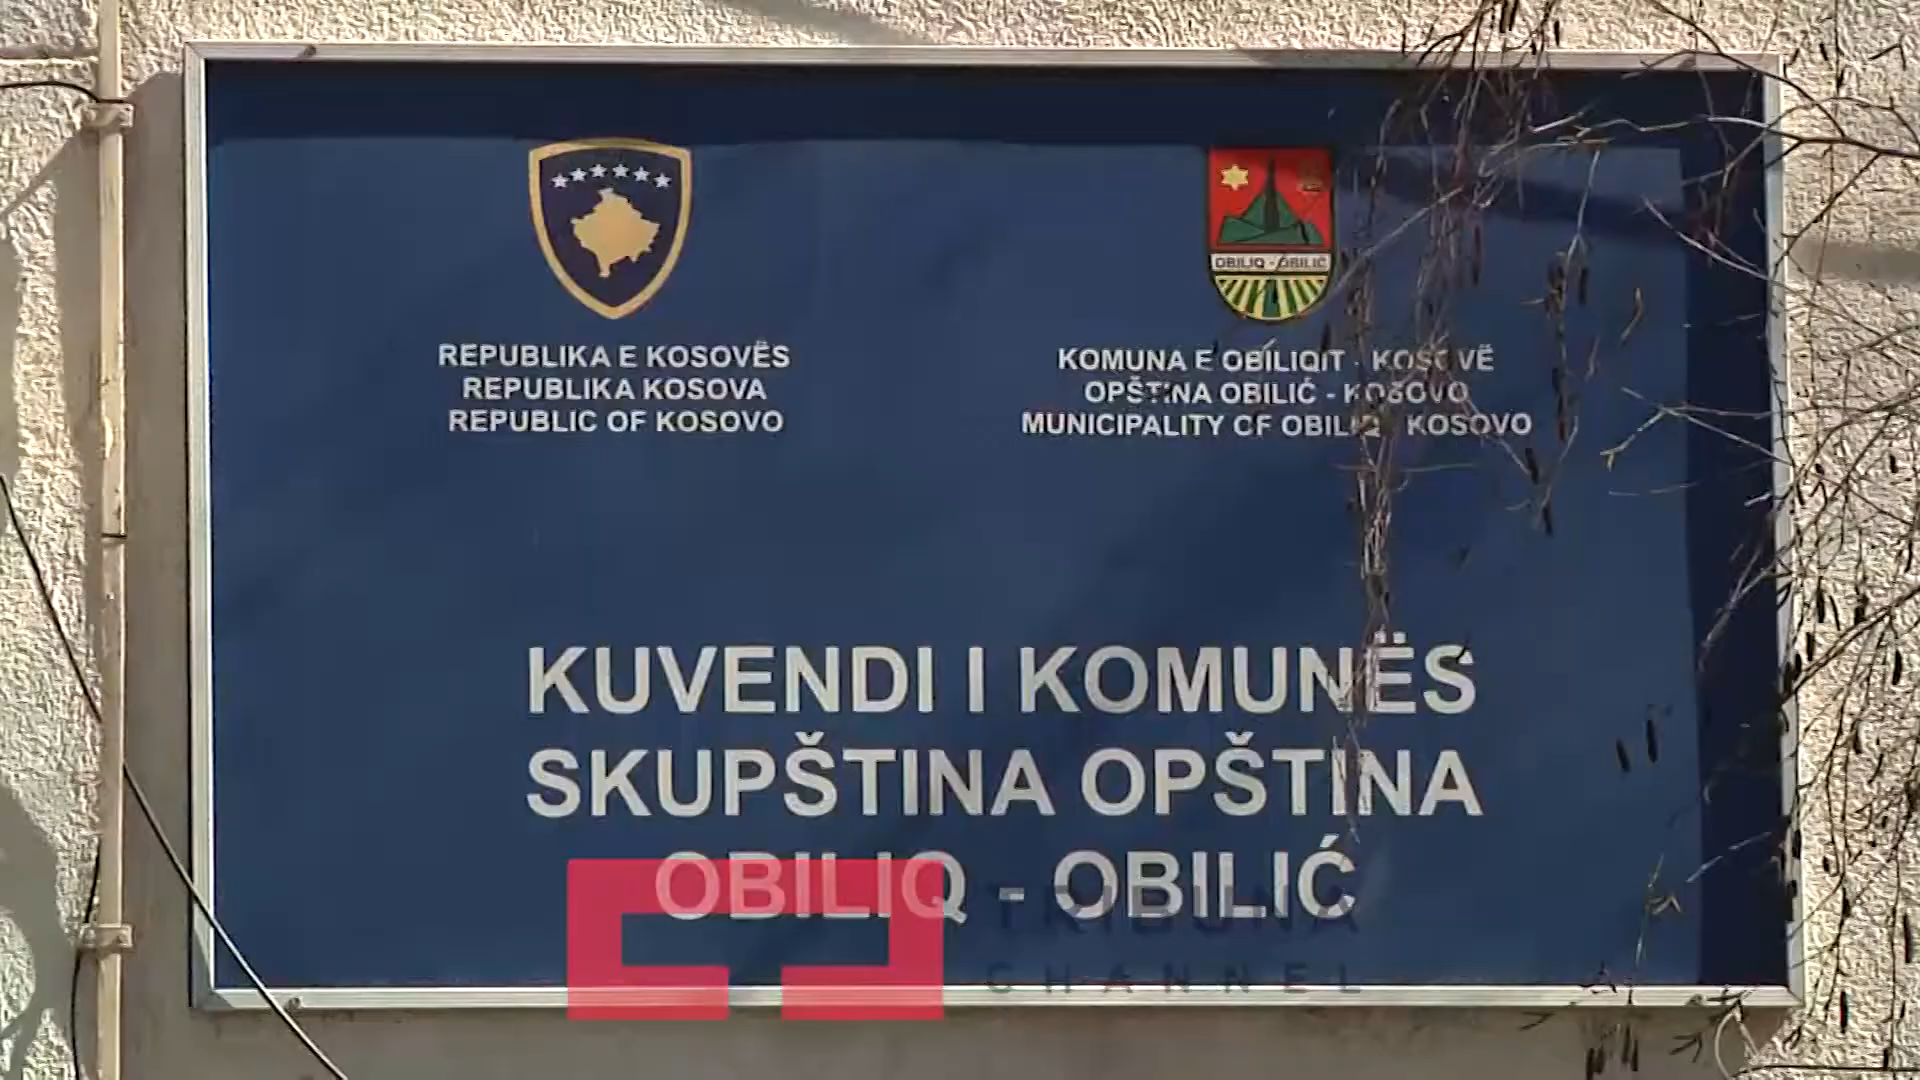 OBILIQ - OBILIĆ
REPUBLIKA E KOSOVËS
REPUBLIKA KOSOVA
REPUBLIC OF KOSOVO
KOMUNA E OBILIQIT - KOSOVË
OPŠTINA OBILIĆ - KOSOVO
MUNICIPALITY OF OBILIQ - KOSOVO
KUVENDI I KOMUNËS
SKUPŠTINA OPŠTINA
OBILIQ - OBILIĆ
TRIBUNA
CHANNEL